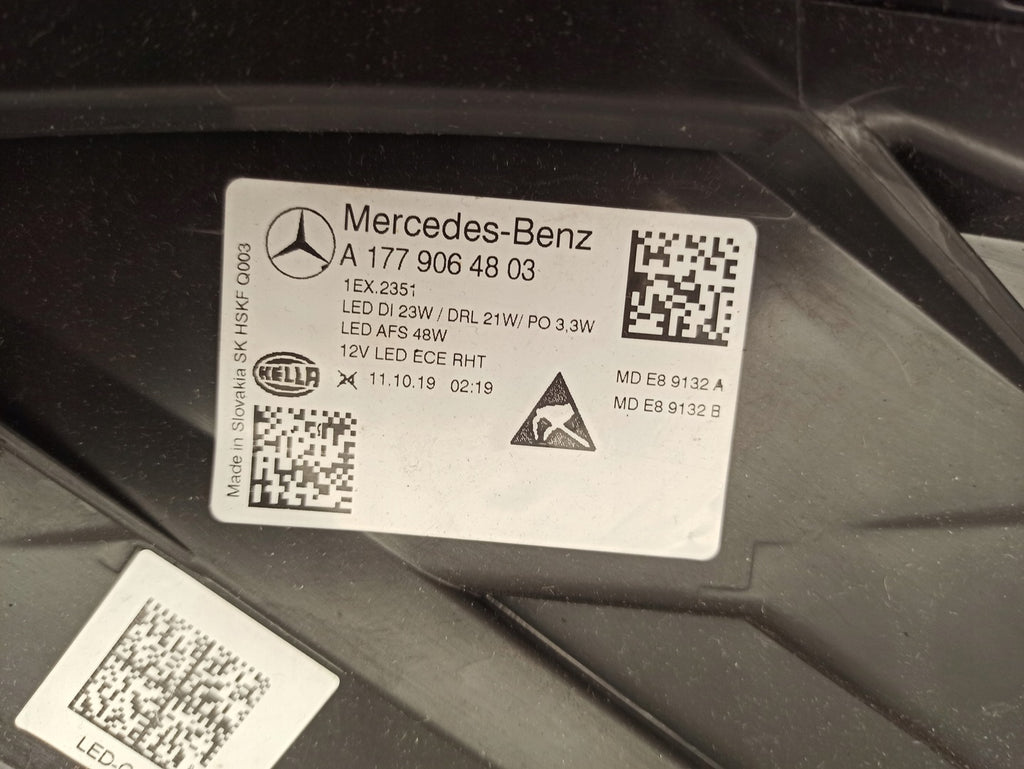 Mercedes-Benz
A 177 906 48 03
1EX.2351
LED DI 23W / DRL 21W/ PO 3,3W
LED AFS 48W
12V LED ECE RHT
11.10.19 02:19
HELLA
MD E8 9132 A
MD E8 9132 B
Made in Slovakia SK HSKF Q003